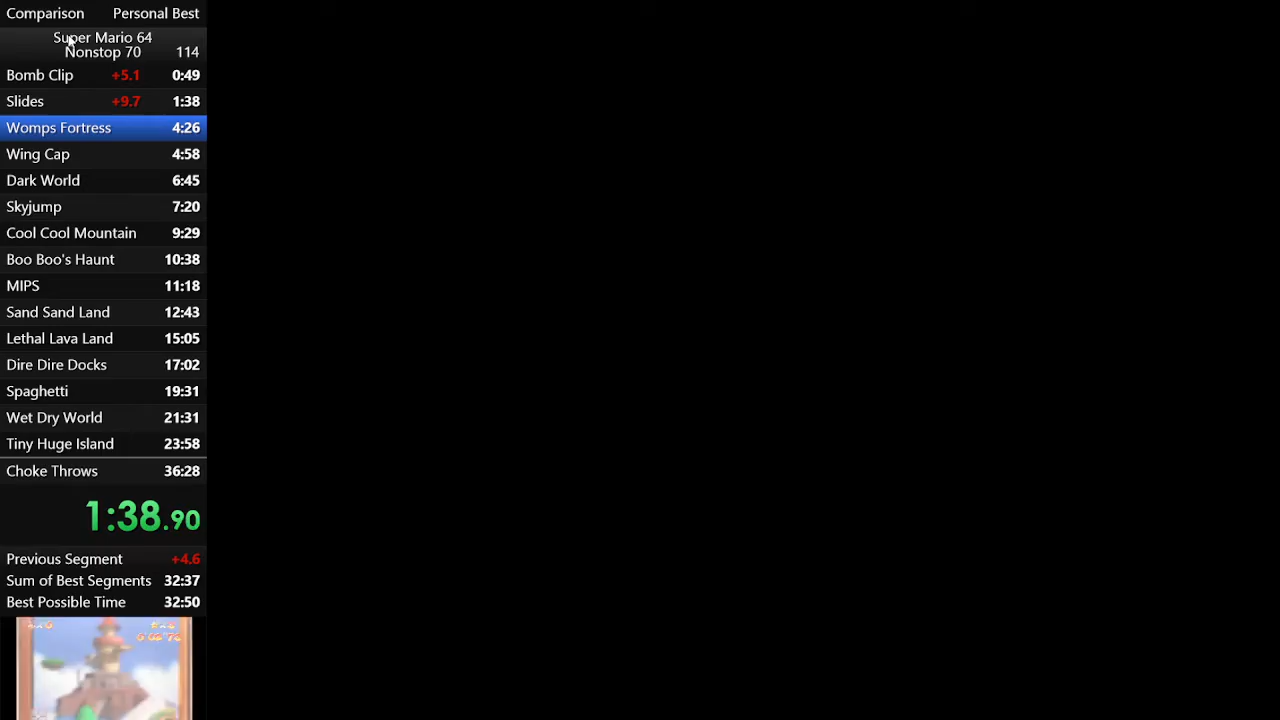 Comparison Personal Best
Super Mario 64
Nonstop 70 114
Bomb Clip +5.1 0:49
Slides +9.7 1:38
Womps Fortress 4:26
Wing Cap 4:58
Dark World 6:45
Skyjump 7:20
Cool Cool Mountain 9:29
Boo Boo's Haunt 10:38
MIPS 11:18
Sand Sand Land 12:43
Lethal Lava Land 15:05
Dire Dire Docks 17:02
Spaghetti 19:31
Wet Dry World 21:31
Tiny Huge Island 23:58
Choke Throws 36:28
1:38.90
Previous Segment +4.6
Sum of Best Segments 32:37
Best Possible Time 32:50